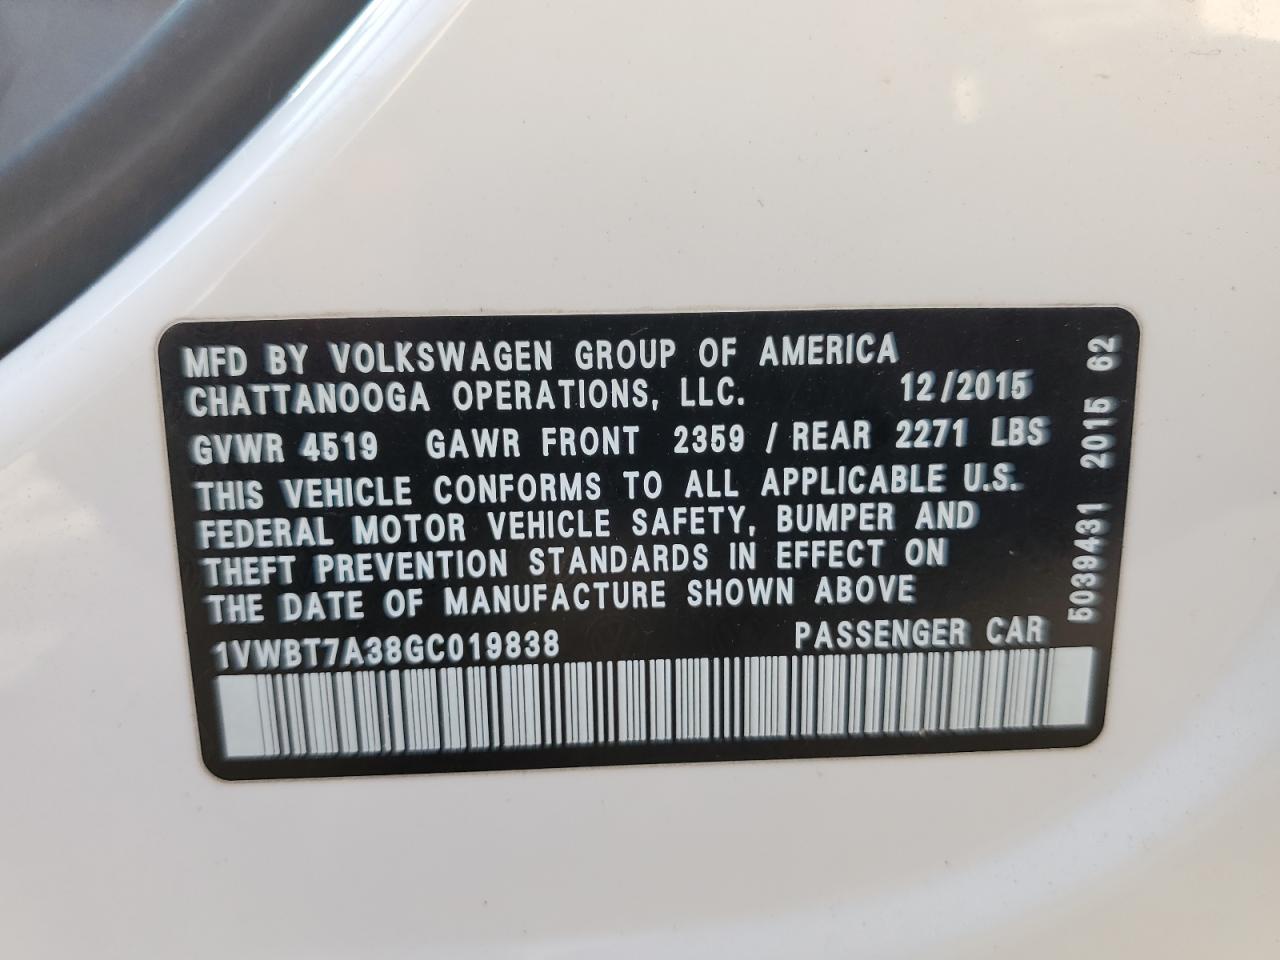 MFD BY VOLKSWAGEN GROUP OF AMERICA
CHATTANOOGA OPERATIONS, LLC. 12/2015
GVWR 4519 GAWR FRONT 2359 / REAR 2271 LBS
THIS VEHICLE CONFORMS TO ALL APPLICABLE U.S.
FEDERAL MOTOR VEHICLE SAFETY, BUMPER AND
THEFT PREVENTION STANDARDS IN EFFECT ON
THE DATE OF MANUFACTURE SHOWN ABOVE
1VWBT7A38GC019838 PASSENGER CAR
5039431 2015 62